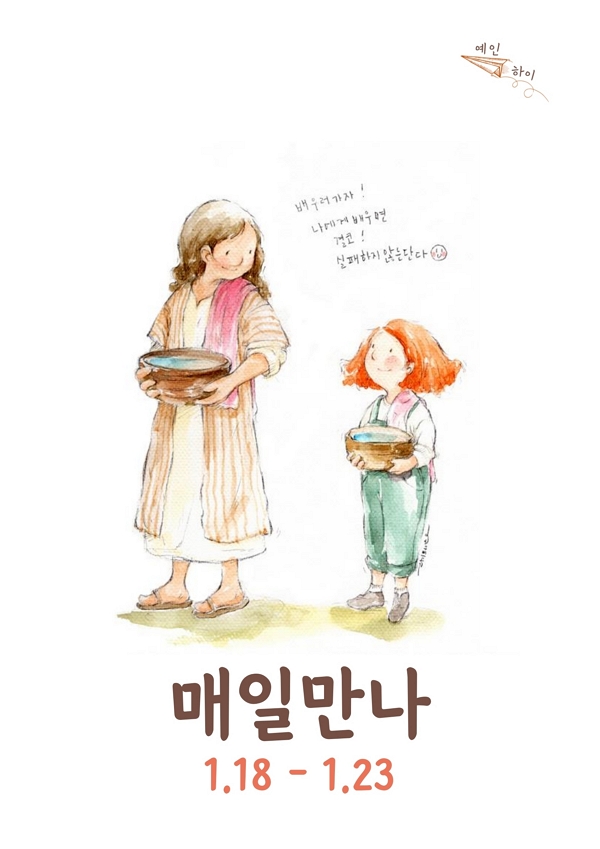 예인
하이
배우러 가자!
나에게 배우면
결코!
실패하지 않는단다
매일만나
1.18 - 1.23